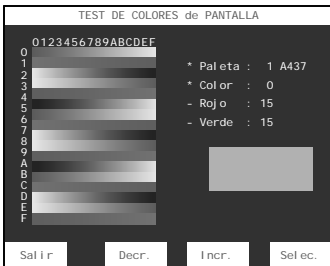 TEST DE COLORES de PANTALLA
0123456789ABCDEF
0
1
2
3
4
5
6
7
8
9
A
B
C
D
E
F
* Paleta : 1 A437
* Color : 0
- Rojo : 15
- Verde : 15
Salir Decr. Incr. Selec.